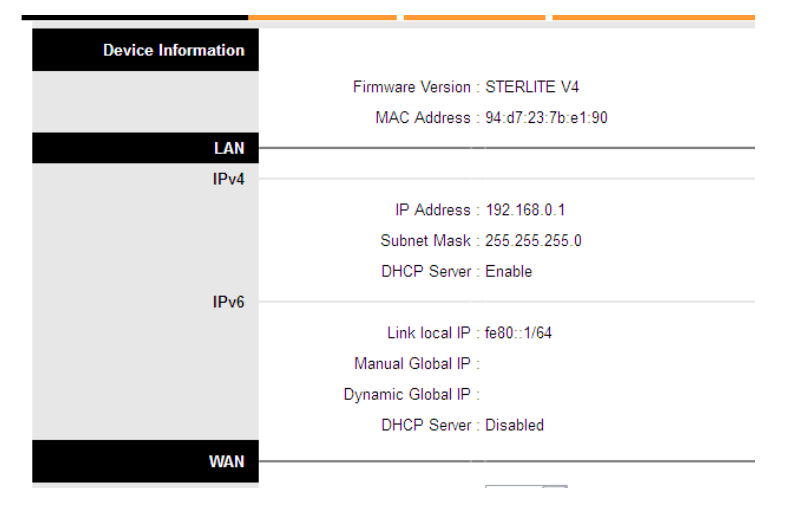 Device Information
Firmware Version : STERLITE V4
MAC Address : 94:d7:23:7b:e1:90
LAN
IPv4
IP Address : 192.168.0.1
Subnet Mask : 255.255.255.0
DHCP Server : Enable
IPv6
Link local IP : fe80::1/64
Manual Global IP :
Dynamic Global IP :
DHCP Server : Disabled
WAN